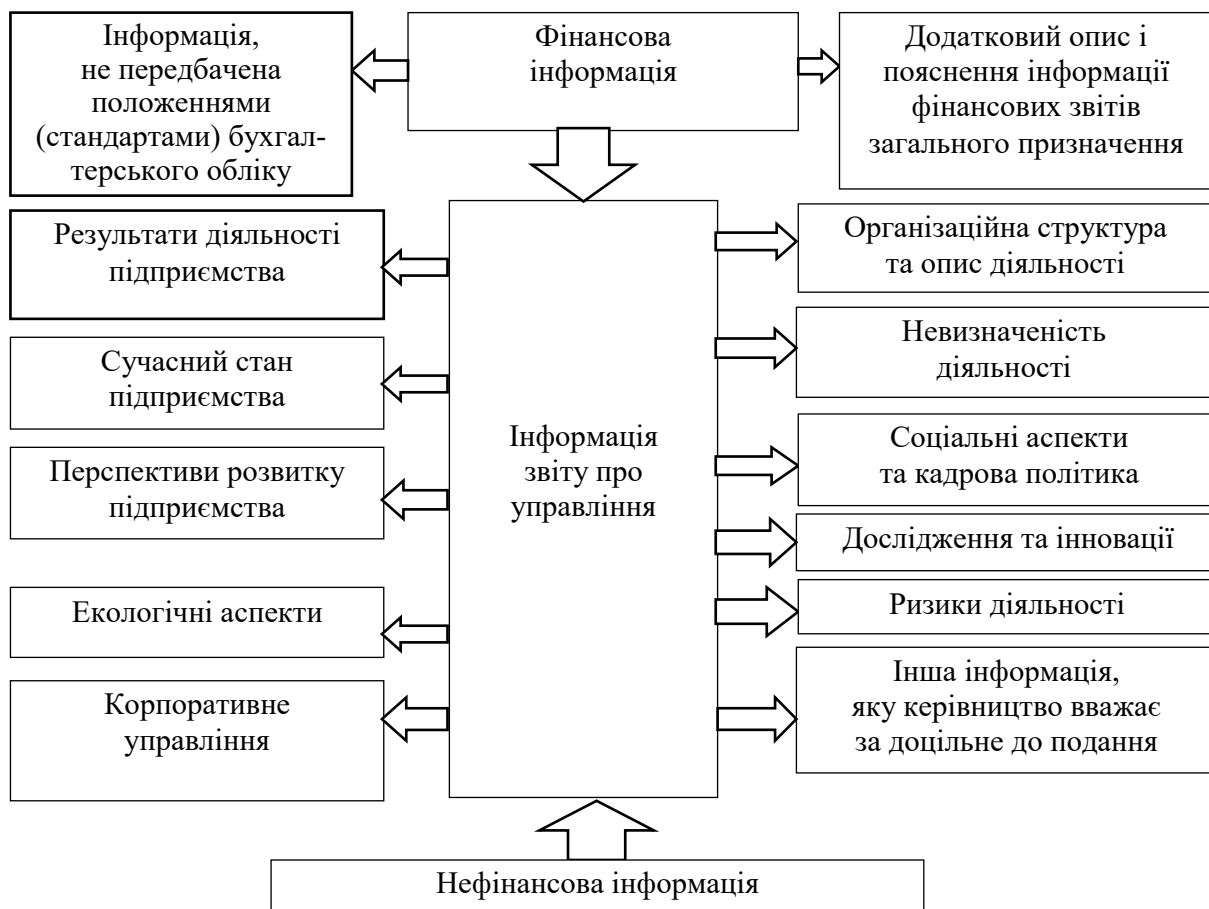 Інформація,
не передбачена
положеннями
(стандартами) бухгал-
терського обліку
Фінансова
інформація
Додатковий опис і
пояснення інформації
фінансових звітів
загального призначення
Результати діяльності
підприємства
Сучасний стан
підприємства
Перспективи розвитку
підприємства
Екологічні аспекти
Корпоративне
управління
Інформація
звіту про
управління
Організаційна структура
та опис діяльності
Невизначеність
діяльності
Соціальні аспекти
та кадрова політика
Дослідження та інновації
Ризики діяльності
Інша інформація,
яку керівництво вважає
за доцільне до подання
Нефінансова інформація